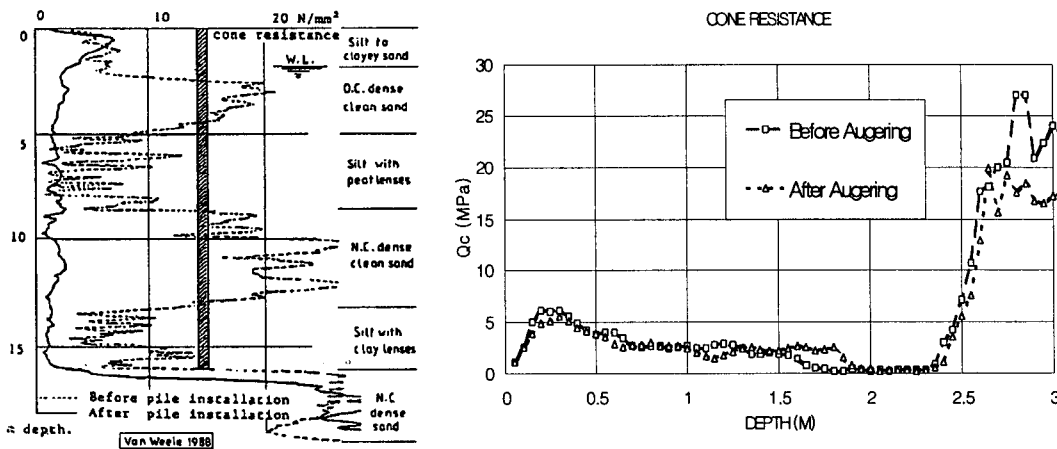 0 10 20 N/mm²
cone resistance
0
5
10
15
W.L.
Silt to
clayey sand
O.C. dense
clean sand
Silt with
peat lenses
N.C. dense
clean sand
Silt with
clay lenses
N.C
dense
sand
Before pile installation
After pile installation
depth.
Van Weele 1988
CONE RESISTANCE
Qc (MPa)
30
25
20
15
10
5
0
Before Augering
After Augering
0 0.5 1 1.5 2 2.5 3
DEPTH (M)